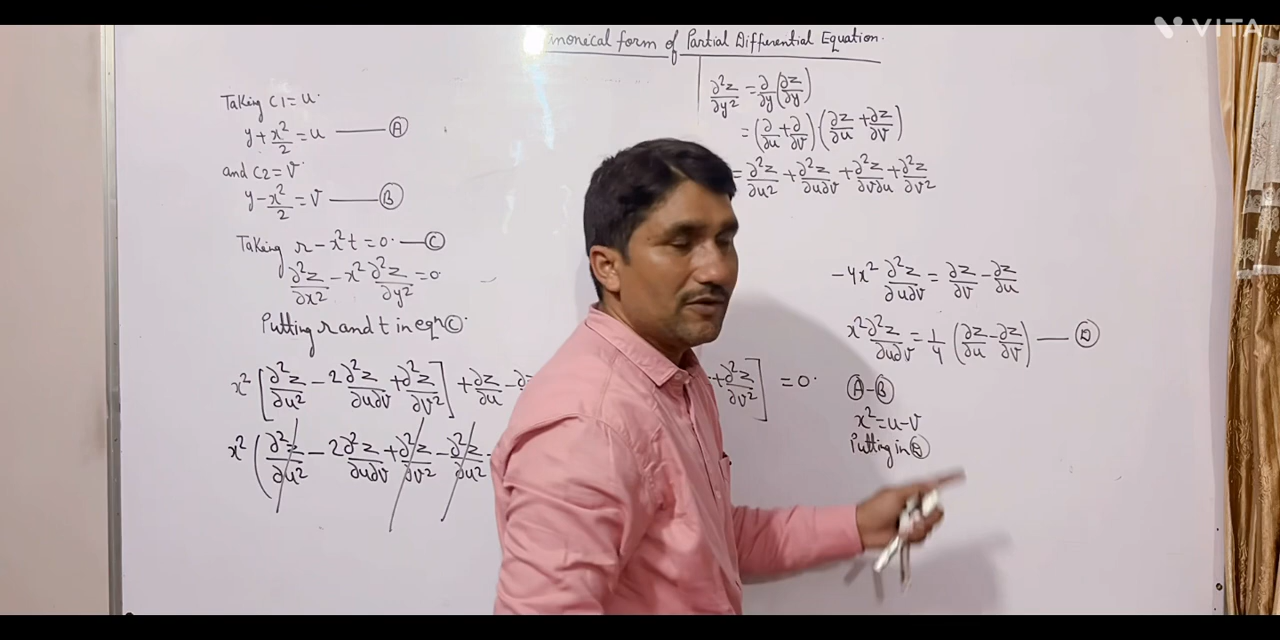 VITA
anonical form of Partial Differential Equation.
Taking C1 = u.
y + x²/2 = u —— (A)
and C2 = v
y - x²/2 = v —— (B)
Taking r - x²t = 0. — (C)
∂²z/∂x² - x² ∂²z/∂y² = 0
Putting r and t in eqn (C).
x² [∂²z/∂u² - 2∂²z/∂u∂v + ∂²z/∂v²] + ∂z/∂u - ∂
+ ∂²z/∂v²] = 0.
x² (∂²z/∂u² - 2∂²z/∂u∂v + ∂²z/∂v² - ∂²z/∂u² -
∂²z/∂y² = ∂/∂y (∂z/∂y)
= (∂/∂u + ∂/∂v) (∂z/∂u + ∂z/∂v)
= ∂²z/∂u² + ∂²z/∂u∂v + ∂²z/∂v∂u + ∂²z/∂v²
-4x² ∂²z/∂u∂v = ∂z/∂v - ∂z/∂u
x² ∂²z/∂u∂v = 1/4 (∂z/∂u - ∂z/∂v) —— (D)
(A) - (B)
x² = u - v
Putting in (D)